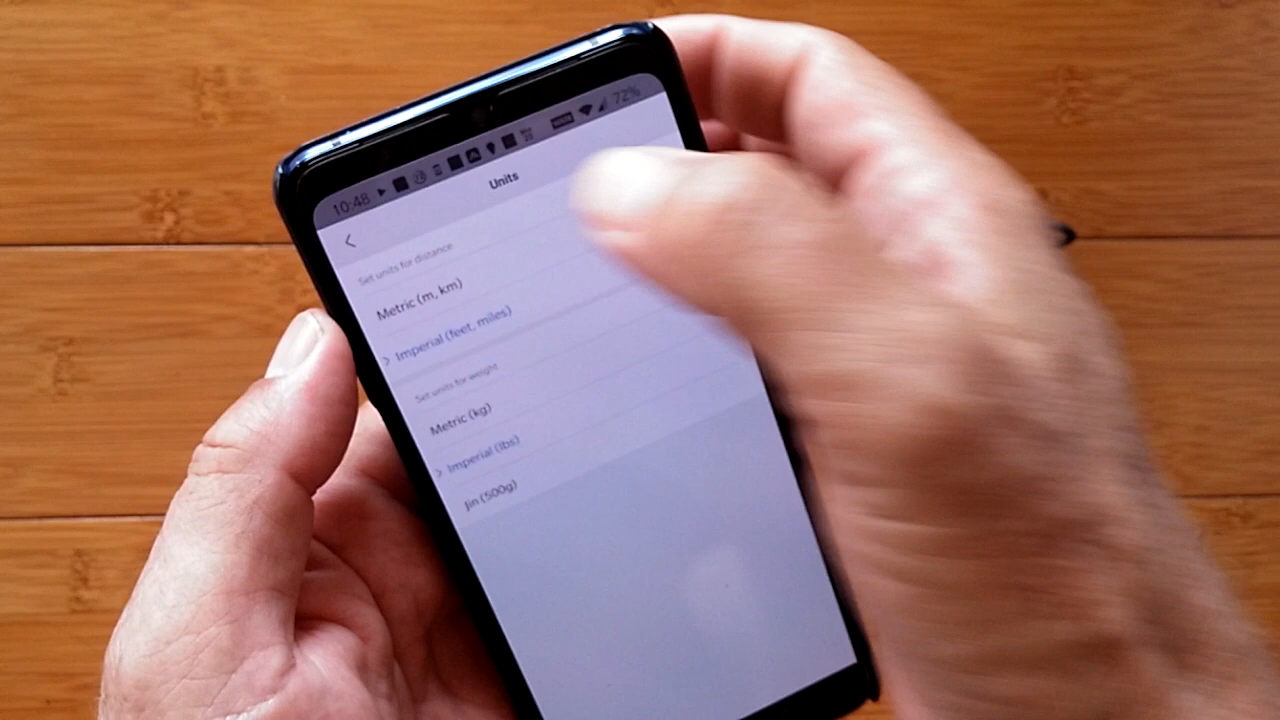 10:48
72%
Units
Set units for distance
Metric (m, km)
Imperial (feet, miles)
Set units for weight
Metric (kg)
Imperial (lbs)
Jin (500g)